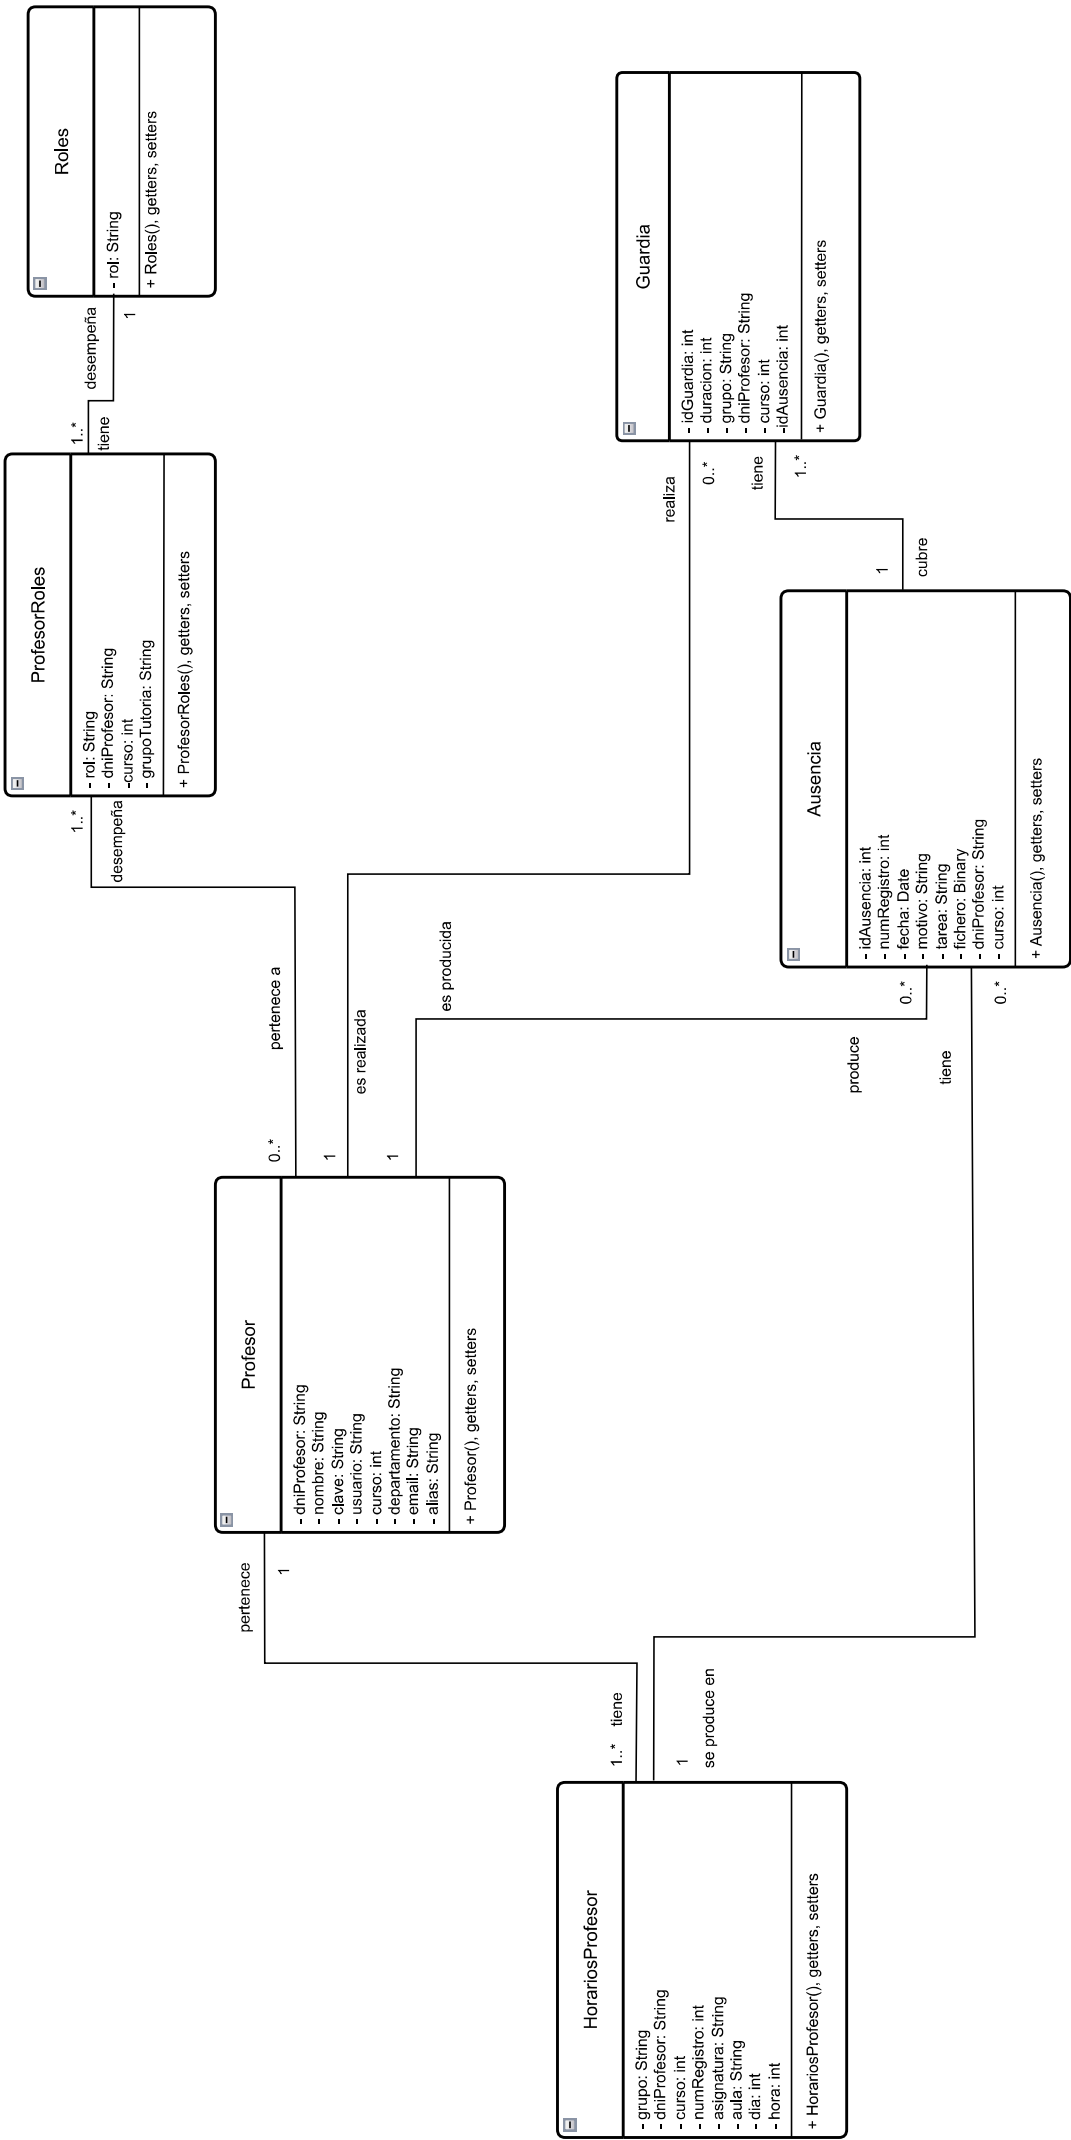 Roles
- rol: String
+ Roles(), getters, setters
desempeña
1
1..*
tiene
ProfesorRoles
- rol: String
- dniProfesor: String
-curso: int
- grupoTutoria: String
+ ProfesorRoles(), getters, setters
1..*
desempeña
pertenece a
0..*
Guardia
- idGuardia: int
- duracion: int
- grupo: String
- dniProfesor: String
- curso: int
-idAusencia: int
+ Guardia(), getters, setters
realiza
0..*
tiene
1..*
1
cubre
es realizada
1
es producida
1
Ausencia
- idAusencia: int
- numRegistro: int
- fecha: Date
- motivo: String
- tarea: String
- fichero: Binary
- dniProfesor: String
- curso: int
+ Ausencia(), getters, setters
0..*
produce
0..*
tiene
Profesor
- dniProfesor: String
- nombre: String
- clave: String
- usuario: String
- curso: int
- departamento: String
- email: String
- alias: String
+ Profesor(), getters, setters
pertenece
1
1..* tiene
1
se produce en
HorariosProfesor
- grupo: String
- dniProfesor: String
- curso: int
- numRegistro: int
- asignatura: String
- aula: String
- dia: int
- hora: int
+ HorariosProfesor(), getters, setters